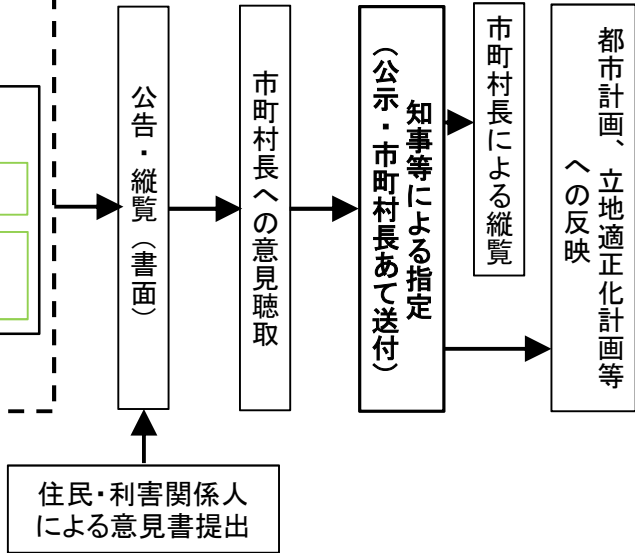 公告・縦覧（書面）
市町村長への意見聴取
知事等による指定
（公示・市町村長あて送付）
市町村長による縦覧
都市計画、立地適正化計画等
への反映
住民・利害関係人
による意見書提出